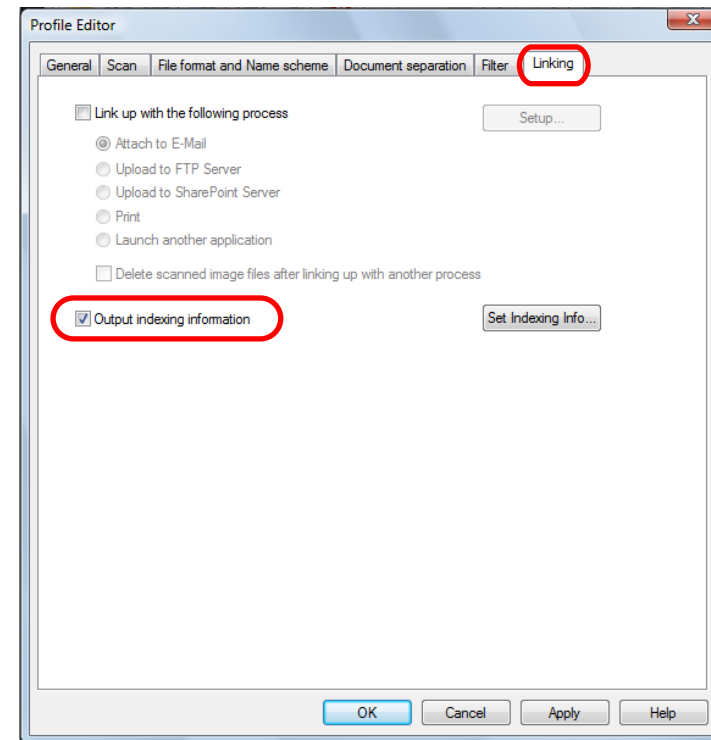 Profile Editor
General Scan File format and Name scheme Document separation Filter Linking
Link up with the following process Setup...
Attach to E-Mail
Upload to FTP Server
Upload to SharePoint Server
Print
Launch another application
Delete scanned image files after linking up with another process
Output indexing information Set Indexing Info...
OK Cancel Apply Help